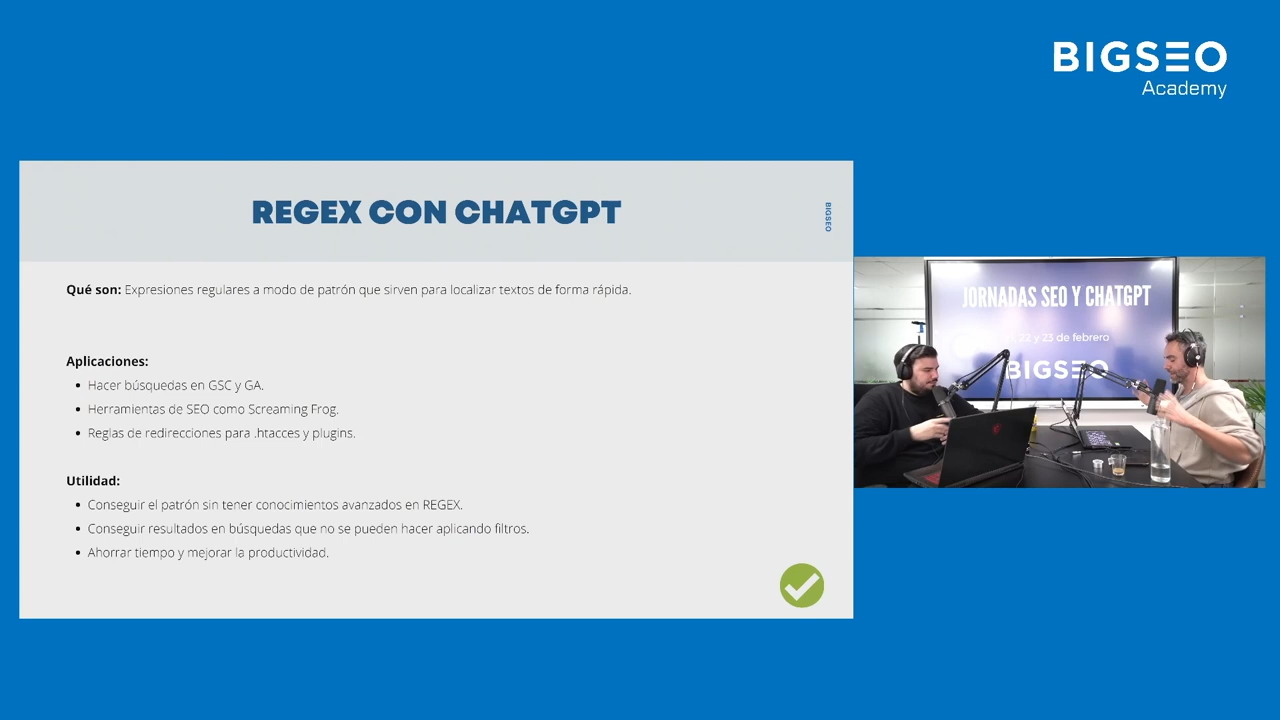 BIGSEO
Academy
REGEX CON CHATGPT
BIGSEO
Qué son: Expresiones regulares a modo de patrón que sirven para localizar textos de forma rápida.
Aplicaciones:
• Hacer búsquedas en GSC y GA.
• Herramientas de SEO como Screaming Frog.
• Reglas de redirecciones para .htacces y plugins.
Utilidad:
• Conseguir el patrón sin tener conocimientos avanzados en REGEX.
• Conseguir resultados en búsquedas que no se pueden hacer aplicando filtros.
• Ahorrar tiempo y mejorar la productividad.
JORNADAS SEO Y CHATGPT
22 y 23 de febrero
BIGSEO